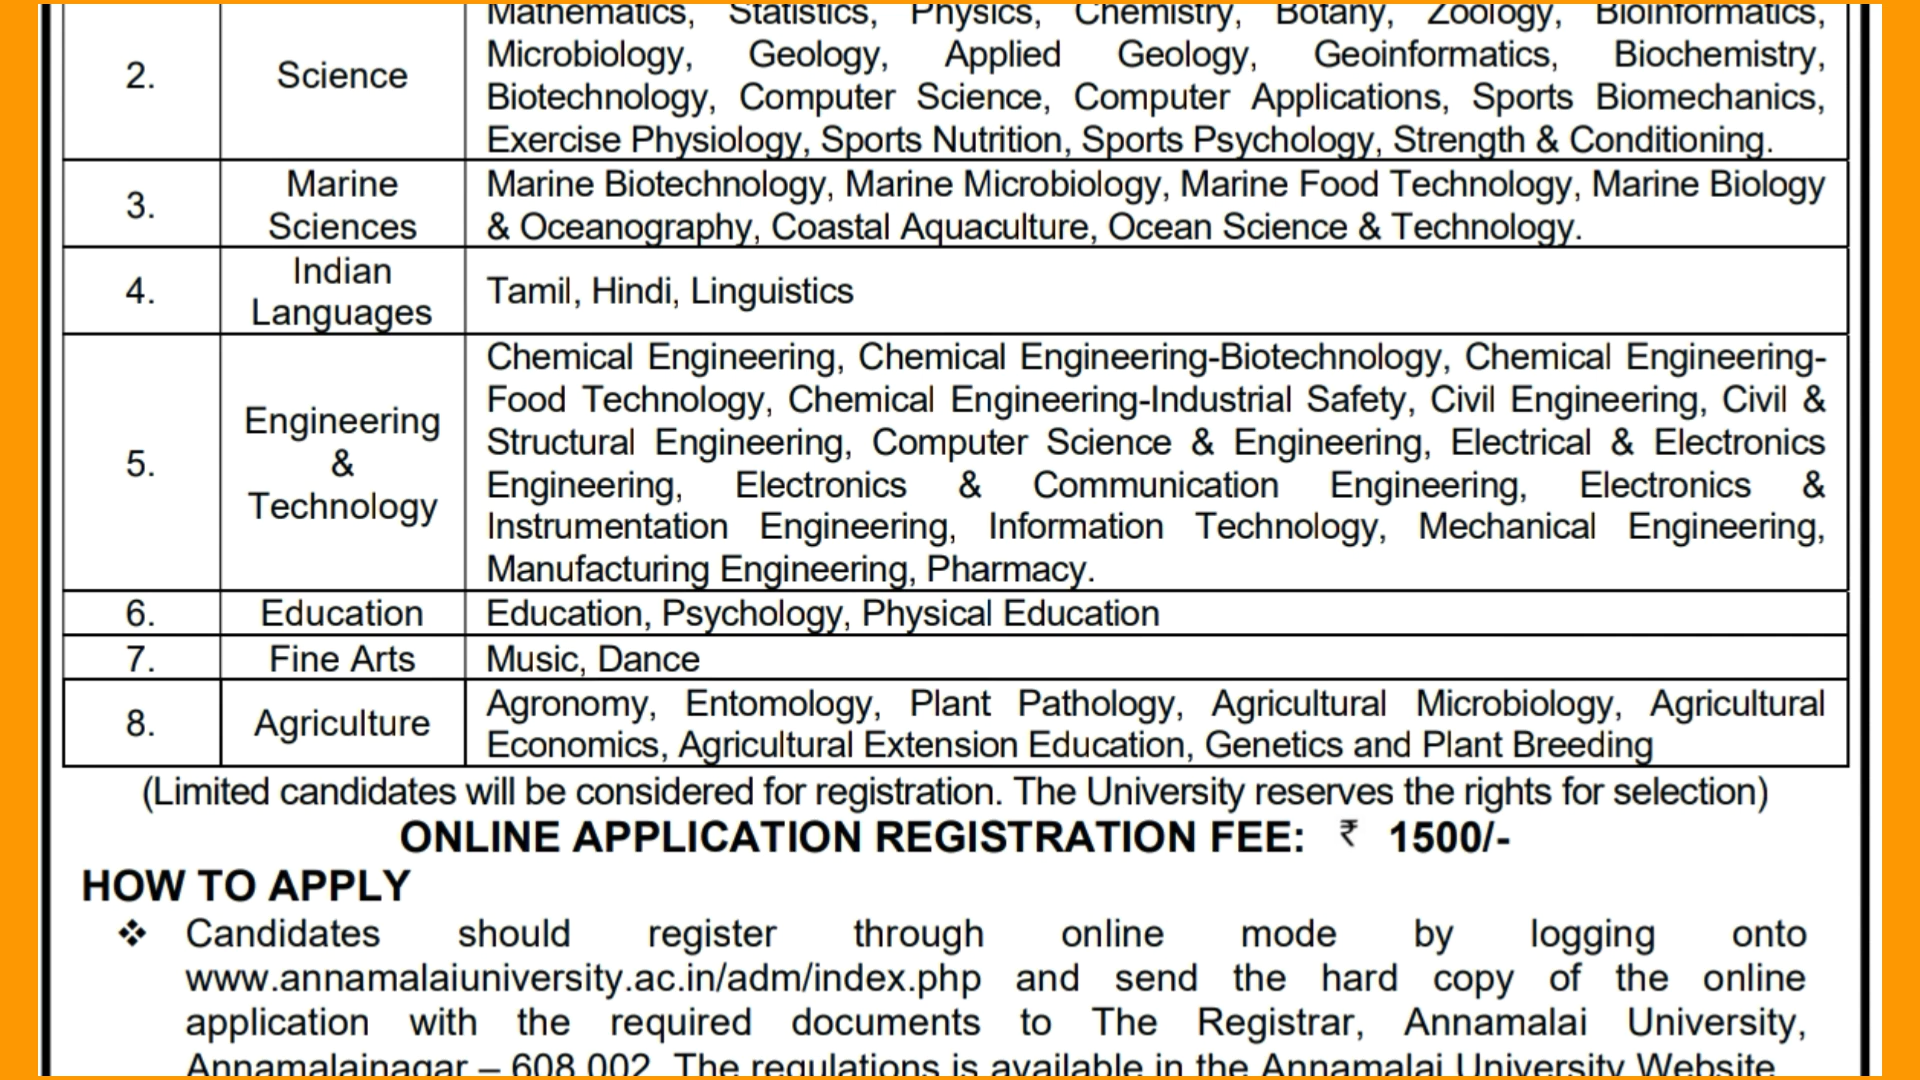 Mathematics, Statistics, Physics, Chemistry, Botany, Zoology, Bioinformatics,
Microbiology, Geology, Applied Geology, Geoinformatics, Biochemistry,
2. Science
Biotechnology, Computer Science, Computer Applications, Sports Biomechanics,
Exercise Physiology, Sports Nutrition, Sports Psychology, Strength & Conditioning.
3. Marine Sciences
Marine Biotechnology, Marine Microbiology, Marine Food Technology, Marine Biology
& Oceanography, Coastal Aquaculture, Ocean Science & Technology.
4. Indian Languages
Tamil, Hindi, Linguistics
5. Engineering & Technology
Chemical Engineering, Chemical Engineering-Biotechnology, Chemical Engineering-
Food Technology, Chemical Engineering-Industrial Safety, Civil Engineering, Civil &
Structural Engineering, Computer Science & Engineering, Electrical & Electronics
Engineering, Electronics & Communication Engineering, Electronics &
Instrumentation Engineering, Information Technology, Mechanical Engineering,
Manufacturing Engineering, Pharmacy.
6. Education Education, Psychology, Physical Education
7. Fine Arts Music, Dance
8. Agriculture
Agronomy, Entomology, Plant Pathology, Agricultural Microbiology, Agricultural
Economics, Agricultural Extension Education, Genetics and Plant Breeding
(Limited candidates will be considered for registration. The University reserves the rights for selection)
ONLINE APPLICATION REGISTRATION FEE: ₹ 1500/-
HOW TO APPLY
❖ Candidates should register through online mode by logging onto
www.annamalaiuniversity.ac.in/adm/index.php and send the hard copy of the online
application with the required documents to The Registrar, Annamalai University,
Annamalainagar – 608 002. The regulations is available in the Annamalai University Website